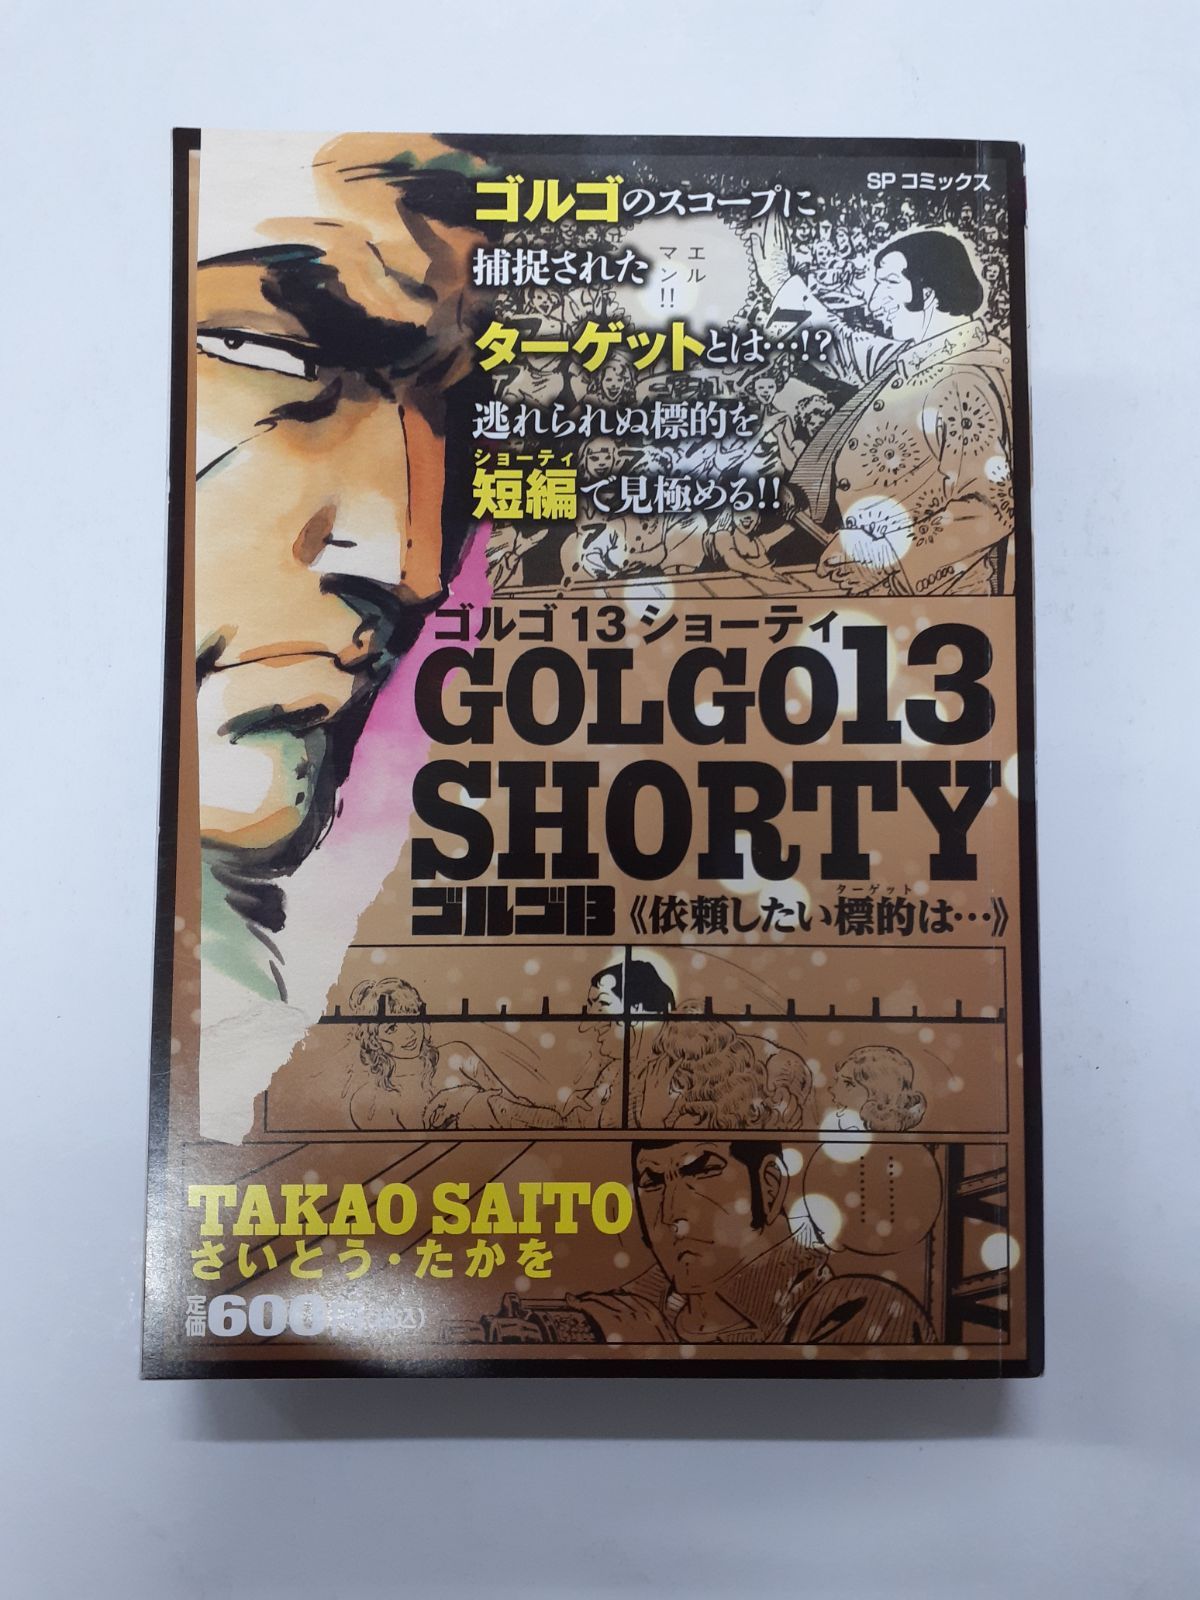 SPコミックス
ゴルゴのスコープに
捕捉された
エルマン!!
ターゲットとは…!?
逃れられぬ標的を
ショーティ
短編で見極める!!
ゴルゴ13ショーティ
GOLGO13
SHORTY
ターゲット
ゴルゴ13《依頼したい標的は…》
…………
…………
TAKAO SAITO
さいとう・たかを
定価600